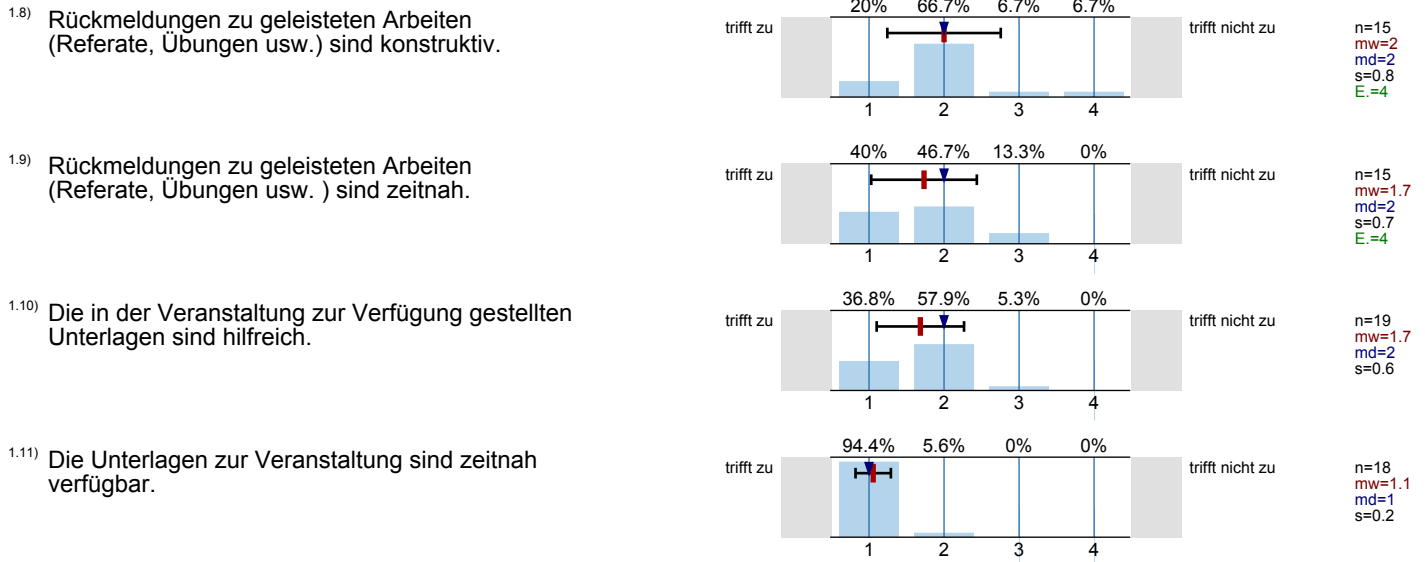 1.8) Rückmeldungen zu geleisteten Arbeiten
(Referate, Übungen usw.) sind konstruktiv.
20% 66.7% 6.7% 6.7%
trifft zu
trifft nicht zu
1 2 3 4
n=15
mw=2
md=2
s=0.8
E.=4
1.9) Rückmeldungen zu geleisteten Arbeiten
(Referate, Übungen usw. ) sind zeitnah.
40% 46.7% 13.3% 0%
trifft zu
trifft nicht zu
1 2 3 4
n=15
mw=1.7
md=2
s=0.7
E.=4
1.10) Die in der Veranstaltung zur Verfügung gestellten
Unterlagen sind hilfreich.
36.8% 57.9% 5.3% 0%
trifft zu
trifft nicht zu
1 2 3 4
n=19
mw=1.7
md=2
s=0.6
1.11) Die Unterlagen zur Veranstaltung sind zeitnah
verfügbar.
94.4% 5.6% 0% 0%
trifft zu
trifft nicht zu
1 2 3 4
n=18
mw=1.1
md=1
s=0.2